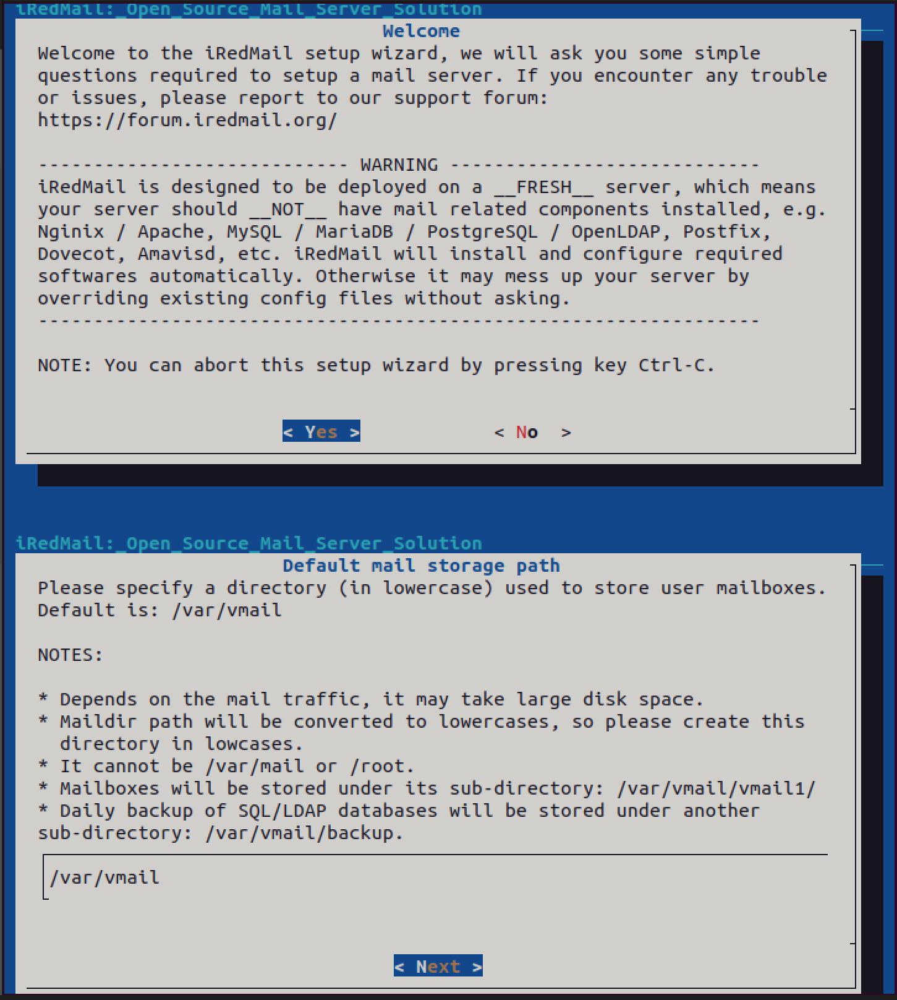 iRedMail:_Open_Source_Mail_Server_Solution
Welcome
Welcome to the iRedMail setup wizard, we will ask you some simple
questions required to setup a mail server. If you encounter any trouble
or issues, please report to our support forum:
https://forum.iredmail.org/
---------------------------- WARNING ----------------------------
iRedMail is designed to be deployed on a __FRESH__ server, which means
your server should __NOT__ have mail related components installed, e.g.
Nginix / Apache, MySQL / MariaDB / PostgreSQL / OpenLDAP, Postfix,
Dovecot, Amavisd, etc. iRedMail will install and configure required
softwares automatically. Otherwise it may mess up your server by
overriding existing config files without asking.
-----------------------------------------------------------------
NOTE: You can abort this setup wizard by pressing key Ctrl-C.
< Yes > < No >
iRedMail:_Open_Source_Mail_Server_Solution
Default mail storage path
Please specify a directory (in lowercase) used to store user mailboxes.
Default is: /var/vmail
NOTES:
* Depends on the mail traffic, it may take large disk space.
* Maildir path will be converted to lowercases, so please create this
directory in lowcases.
* It cannot be /var/mail or /root.
* Mailboxes will be stored under its sub-directory: /var/vmail/vmail1/
* Daily backup of SQL/LDAP databases will be stored under another
sub-directory: /var/vmail/backup.
/var/vmail
< Next >